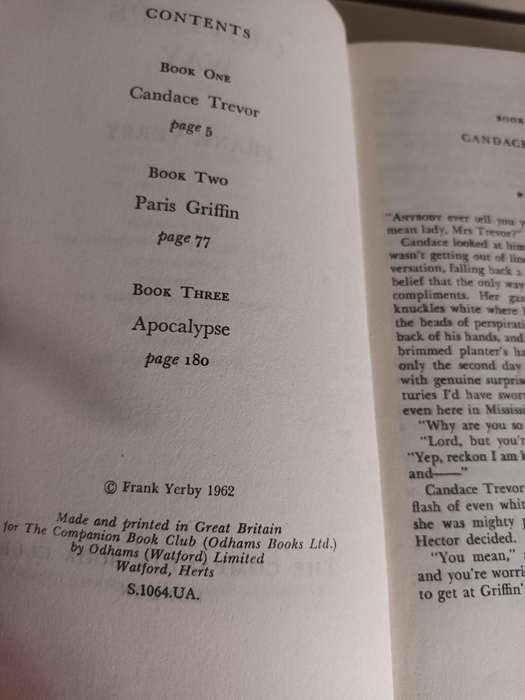 CONTENTS
BOOK ONE
Candace Trevor
page 5
BOOK TWO
Paris Griffin
page 77
BOOK THREE
Apocalypse
page 180
© Frank Yerby 1962
Made and printed in Great Britain
for The Companion Book Club (Odhams Books Ltd.)
by Odhams (Watford) Limited
Watford, Herts
S.1064.UA.
BOOK
CANDACE
"ANYBODY ever tell you
mean lady, Mrs Trevor?"
Candace looked at him
wasn't getting out of line
versation, falling back a
belief that the only way
compliments. Her
knuckles white where
the beads of perspirati
back of his hands, and
brimmed planter's ha
only the second day
with genuine surprise
turies I'd have sworn
even here in Mississi
"Why are you so
"Lord, but you'r
"Yep, reckon I am
and——"
Candace Trevor
flash of even whit
she was mighty
Hector decided.
"You mean,"
and you're worri
to get at Griffin'